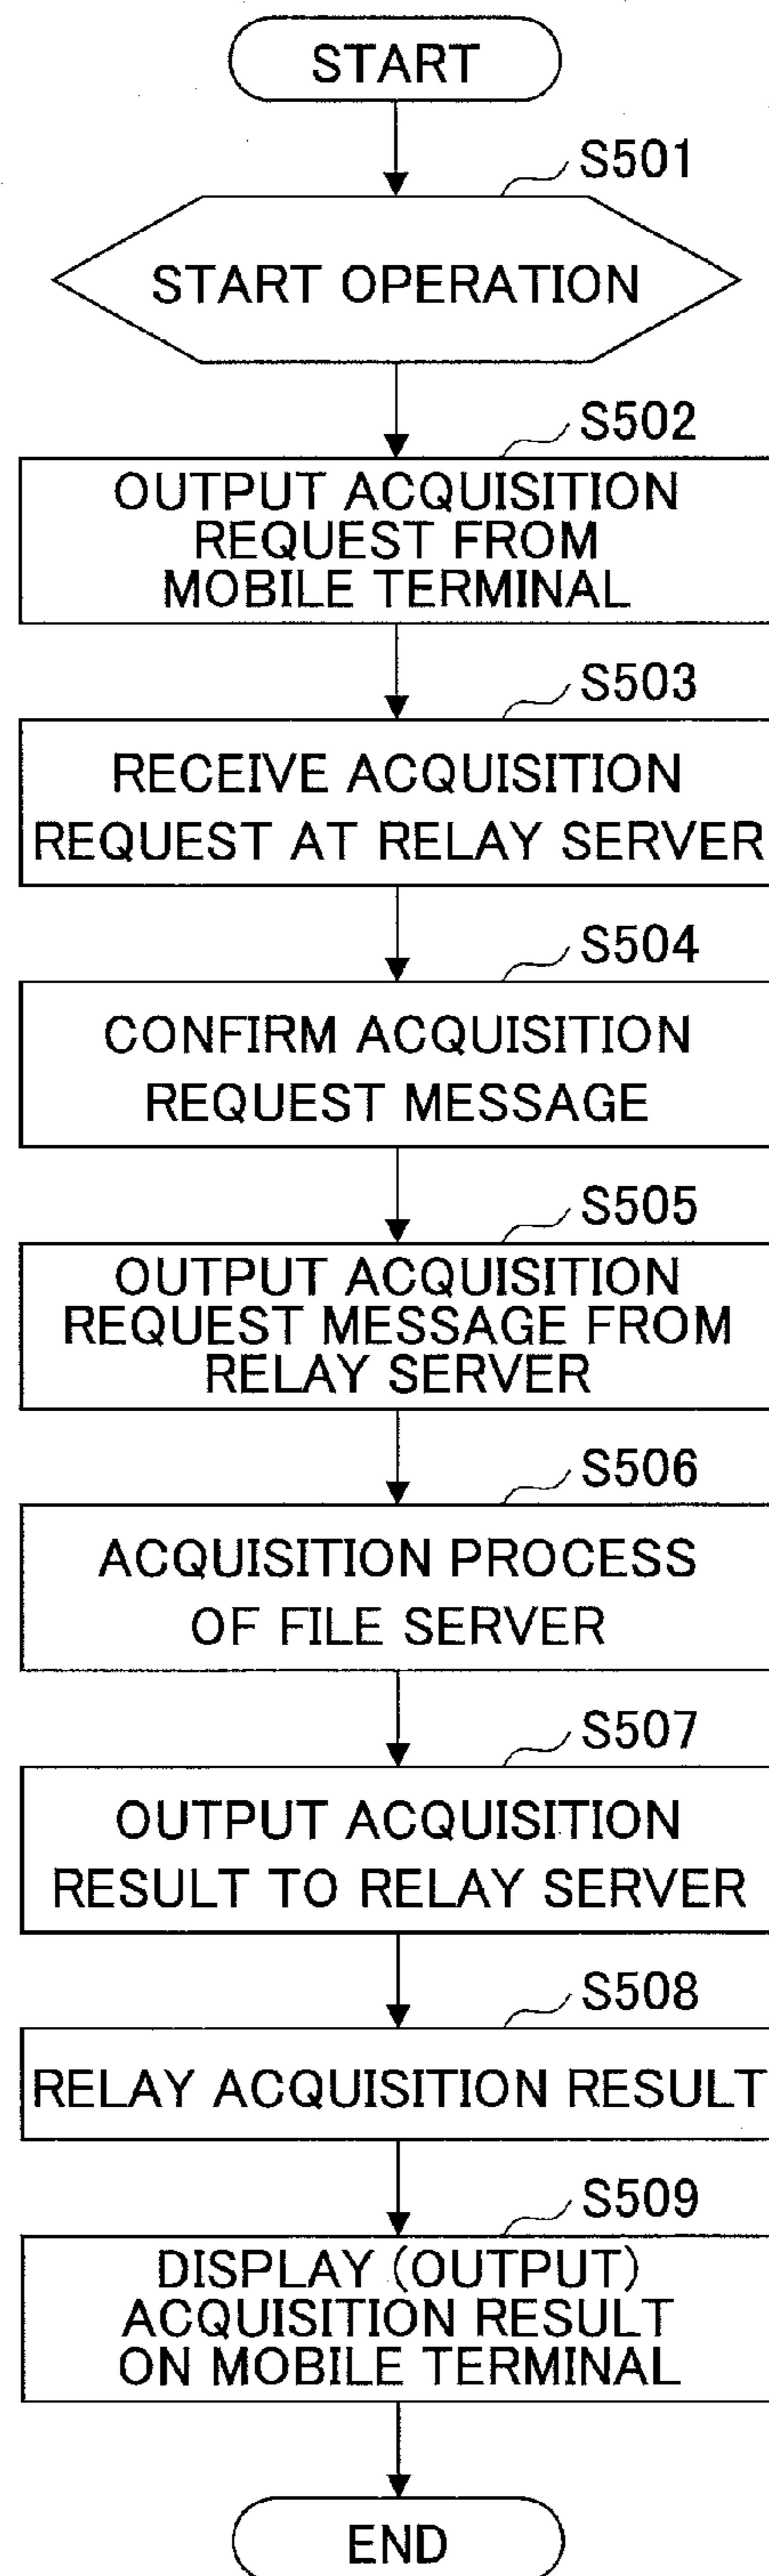 START
S501
START OPERATION
S502
OUTPUT ACQUISITION
REQUEST FROM
MOBILE TERMINAL
S503
RECEIVE ACQUISITION
REQUEST AT RELAY SERVER
S504
CONFIRM ACQUISITION
REQUEST MESSAGE
S505
OUTPUT ACQUISITION
REQUEST MESSAGE FROM
RELAY SERVER
S506
ACQUISITION PROCESS
OF FILE SERVER
S507
OUTPUT ACQUISITION
RESULT TO RELAY SERVER
S508
RELAY ACQUISITION RESULT
S509
DISPLAY (OUTPUT)
ACQUISITION RESULT
ON MOBILE TERMINAL
END